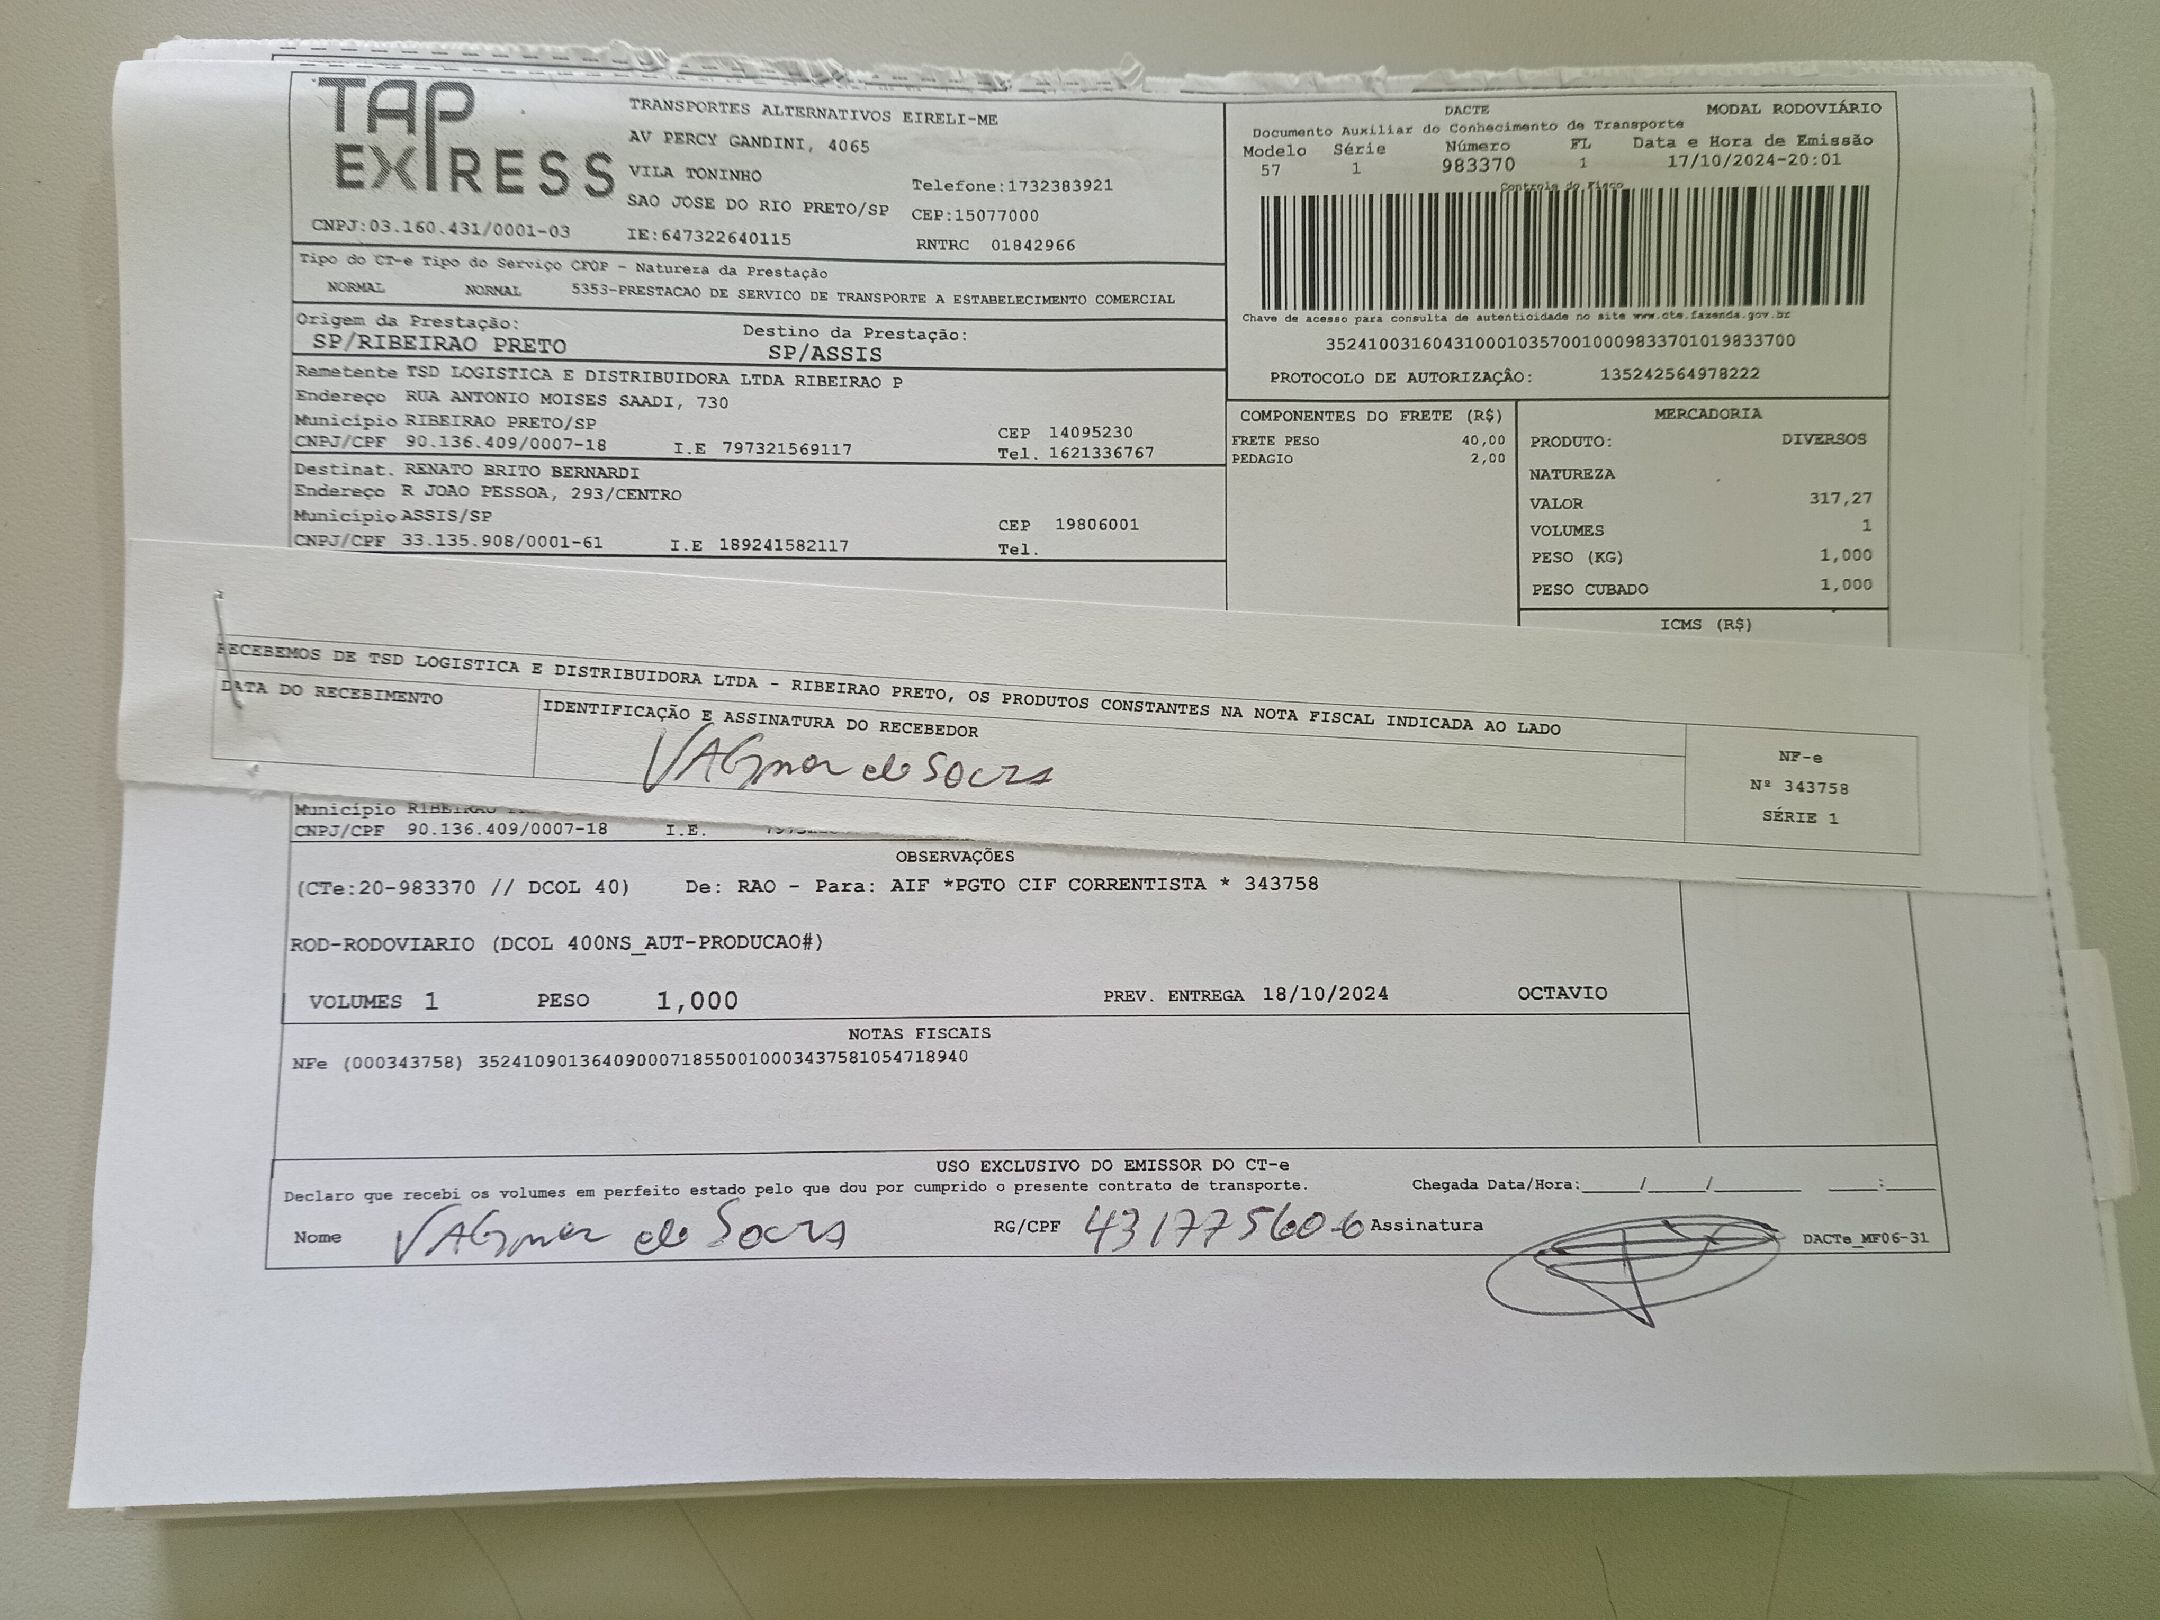 TAP
EXPRESS
TRANSPORTES ALTERNATIVOS EIRELI-ME
AV PERCY GANDINI, 4065
VILA TONINHO
Telefone:1732383921
SAO JOSE DO RIO PRETO/SP
CEP:15077000
CNPJ:03.160.431/0001-03
IE:647322640115
RNTRC 01842966
DACTE MODAL RODOVIÁRIO
Documento Auxiliar do Conhecimento de Transporte
Modelo Série Número FL Data e Hora de Emissão
57 1 983370 1 17/10/2024-20:01
Controle do Fisco
Chave de acesso para consulta de autenticidade no site www.cte.fazenda.gov.br
35241003160431000103570010009833701019833700
PROTOCOLO DE AUTORIZAÇÃO: 135242564978222
Tipo do CT-e Tipo do Serviço CFOP - Natureza da Prestação
NORMAL NORMAL 5353-PRESTACAO DE SERVICO DE TRANSPORTE A ESTABELECIMENTO COMERCIAL
Origem da Prestação: Destino da Prestação:
SP/RIBEIRAO PRETO SP/ASSIS
Remetente TSD LOGISTICA E DISTRIBUIDORA LTDA RIBEIRAO P
Endereço RUA ANTONIO MOISES SAADI, 730
Município RIBEIRAO PRETO/SP CEP 14095230
CNPJ/CPF 90.136.409/0007-18 I.E 797321569117 Tel. 1621336767
Destinat. RENATO BRITO BERNARDI
Endereço R JOAO PESSOA, 293/CENTRO
Município ASSIS/SP CEP 19806001
CNPJ/CPF 33.135.908/0001-61 I.E 189241582117 Tel.
COMPONENTES DO FRETE (R$)
FRETE PESO 40,00
PEDAGIO 2,00
MERCADORIA
PRODUTO: DIVERSOS
NATUREZA
VALOR 317,27
VOLUMES 1
PESO (KG) 1,000
PESO CUBADO 1,000
ICMS (R$)
RECEBEMOS DE TSD LOGISTICA E DISTRIBUIDORA LTDA - RIBEIRAO PRETO, OS PRODUTOS CONSTANTES NA NOTA FISCAL INDICADA AO LADO
DATA DO RECEBIMENTO
IDENTIFICAÇÃO E ASSINATURA DO RECEBEDOR
VAGner de Souza
NF-e
Nº 343758
SÉRIE 1
Município RIBEIRAO
CNPJ/CPF 90.136.409/0007-18 I.E.
OBSERVAÇÕES
(CTe:20-983370 // DCOL 40) De: RAO - Para: AIF *PGTO CIF CORRENTISTA * 343758
ROD-RODOVIARIO (DCOL 400NS_AUT-PRODUCAO#)
VOLUMES 1 PESO 1,000 PREV. ENTREGA 18/10/2024 OCTAVIO
NOTAS FISCAIS
NFe (000343758) 35241090136409000718550010003437581054718940
USO EXCLUSIVO DO EMISSOR DO CT-e
Declaro que recebi os volumes em perfeito estado pelo que dou por cumprido o presente contrato de transporte. Chegada Data/Hora:_____/_____/________ ____:_____
Nome VAGner de Souza RG/CPF 431775606 Assinatura
DACTe_MF06-31